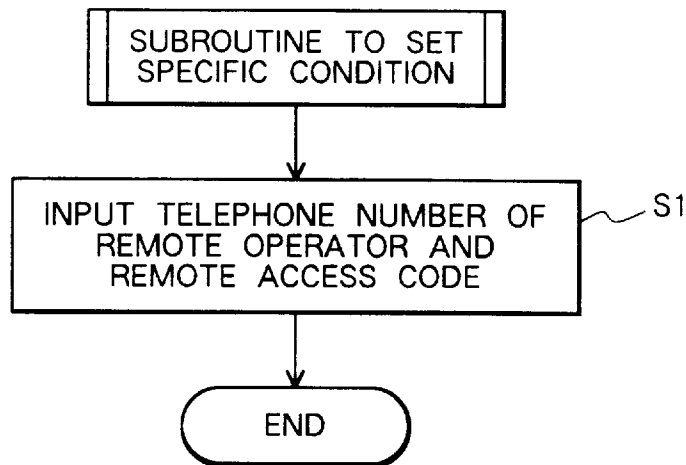 SUBROUTINE TO SET
SPECIFIC CONDITION
INPUT TELEPHONE NUMBER OF
REMOTE OPERATOR AND
REMOTE ACCESS CODE
S1
END